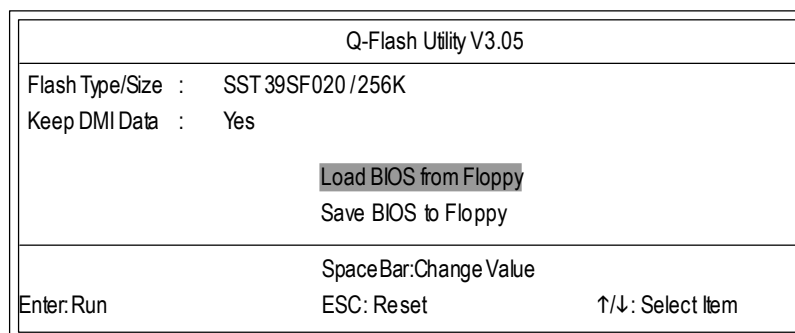 Q-Flash Utility V3.05
Flash Type/Size : SST 39SF020 / 256K
Keep DMI Data : Yes
Load BIOS from Floppy
Save BIOS to Floppy
SpaceBar:Change Value
Enter: Run ESC: Reset ↑/↓: Select Item